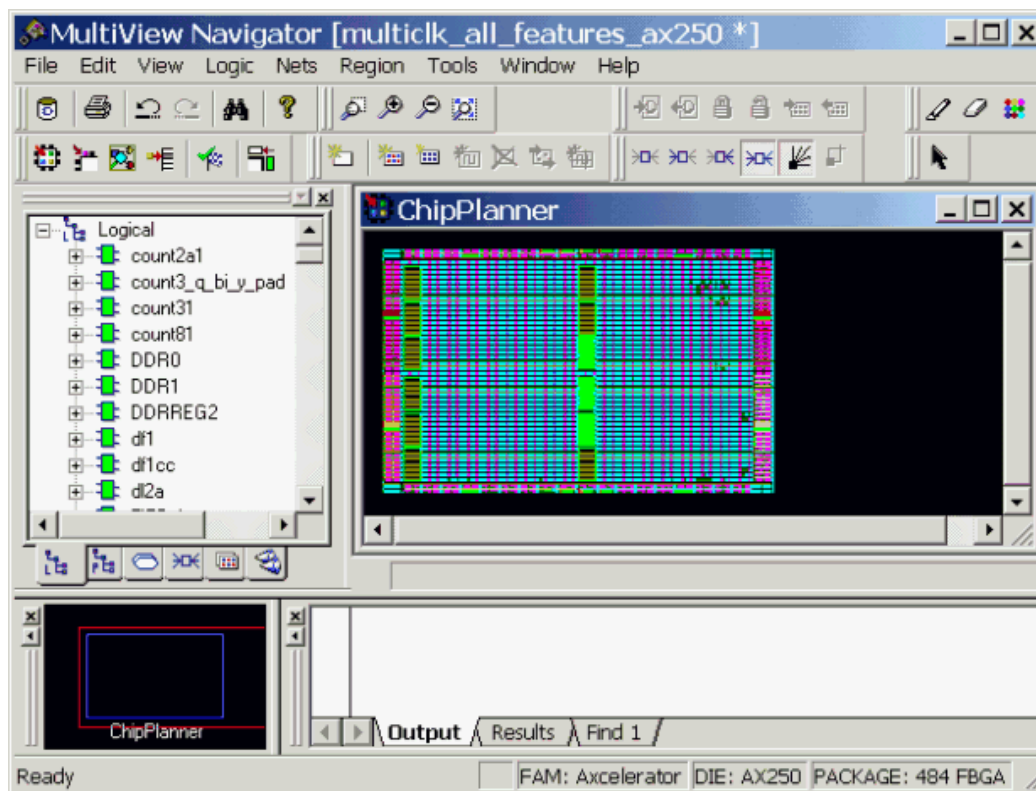 MultiView Navigator [multiclk_all_features_ax250 *]
File Edit View Logic Nets Region Tools Window Help
Logical
count2a1
count3_q_bi_y_pad
count31
count81
DDR0
DDR1
DDRREG2
df1
df1cc
dl2a
ChipPlanner
ChipPlanner
Output Results Find 1
Ready
FAM: Axcelerator DIE: AX250 PACKAGE: 484 FBGA